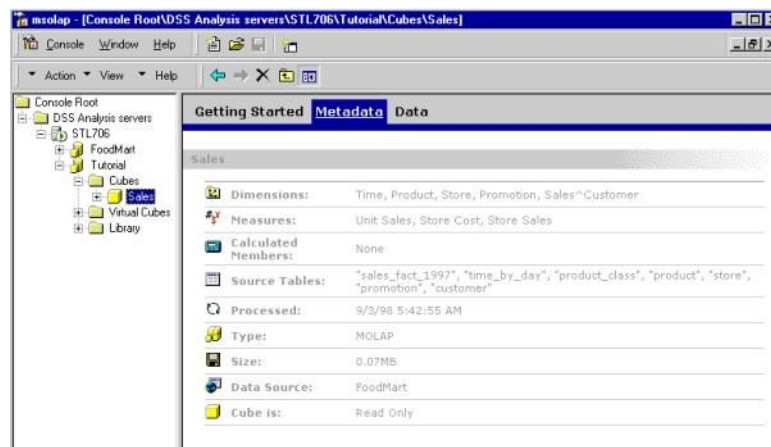 msolap - [Console Root\DSS Analysis servers\STL706\Tutorial\Cubes\Sales]
Console Window Help
Action View Help
Console Root
DSS Analysis servers
STL706
FoodMart
Tutorial
Cubes
Sales
Virtual Cubes
Library
Getting Started Metadata Data
Sales
Dimensions: Time, Product, Store, Promotion, Sales^Customer
Measures: Unit Sales, Store Cost, Store Sales
Calculated
Members: None
Source Tables: "sales_fact_1997", "time_by_day", "product_class", "product", "store",
"promotion", "customer"
Processed: 9/3/98 5:42:55 AM
Type: MOLAP
Size: 0.07MB
Data Source: FoodMart
Cube is: Read Only